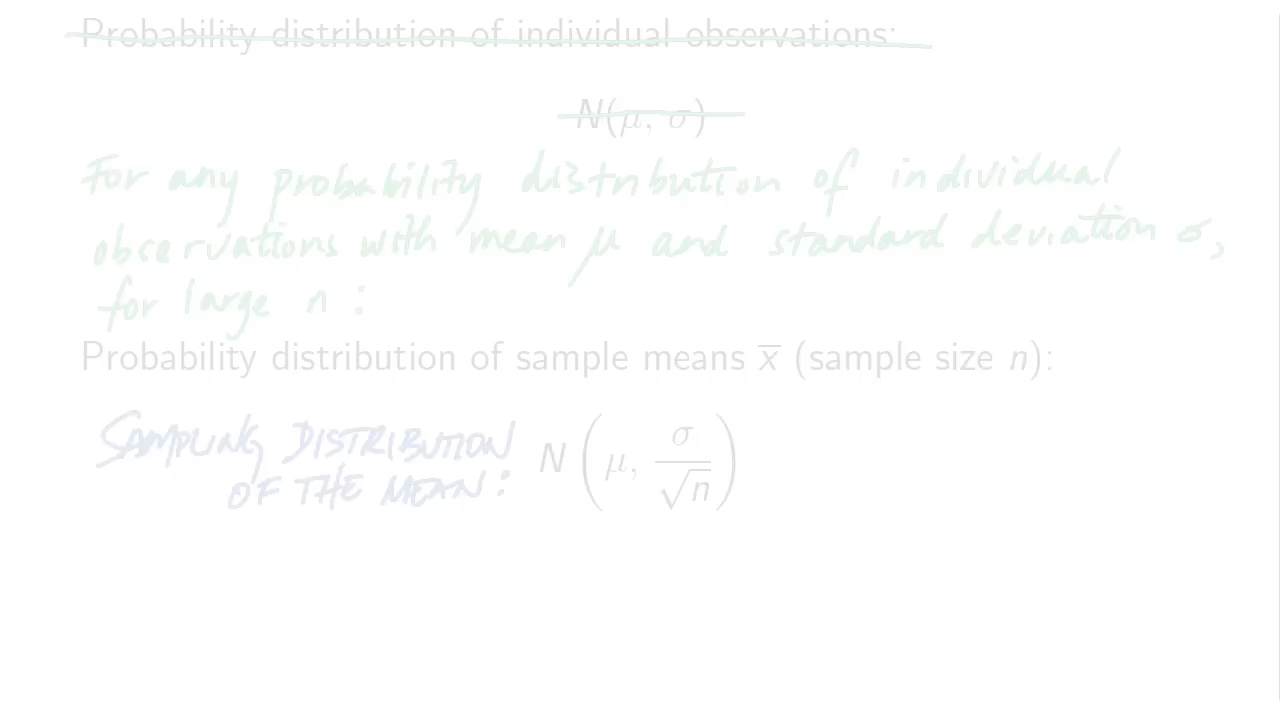 Probability distribution of individual observations:
N(μ, σ)
For any probability distribution of individual
observations with mean μ and standard deviation σ,
for large n :
Probability distribution of sample means x̅ (sample size n):
SAMPLING DISTRIBUTION
OF THE MEAN :
N(μ, σ/√n)